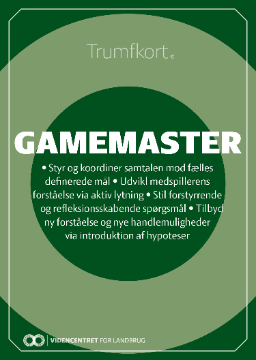 Trumfkort
GAMEMASTER
• Styr og koordiner samtalen mod fælles
definerede mål • Udvikl medspillerens
forståelse via aktiv lytning • Stil forstyrrende
og refleksionsskabende spørgsmål • Tilbyd
ny forståelse og nye handlemuligheder
via introduktion af hypoteser
VIDENCENTRET FOR LANDBRUG